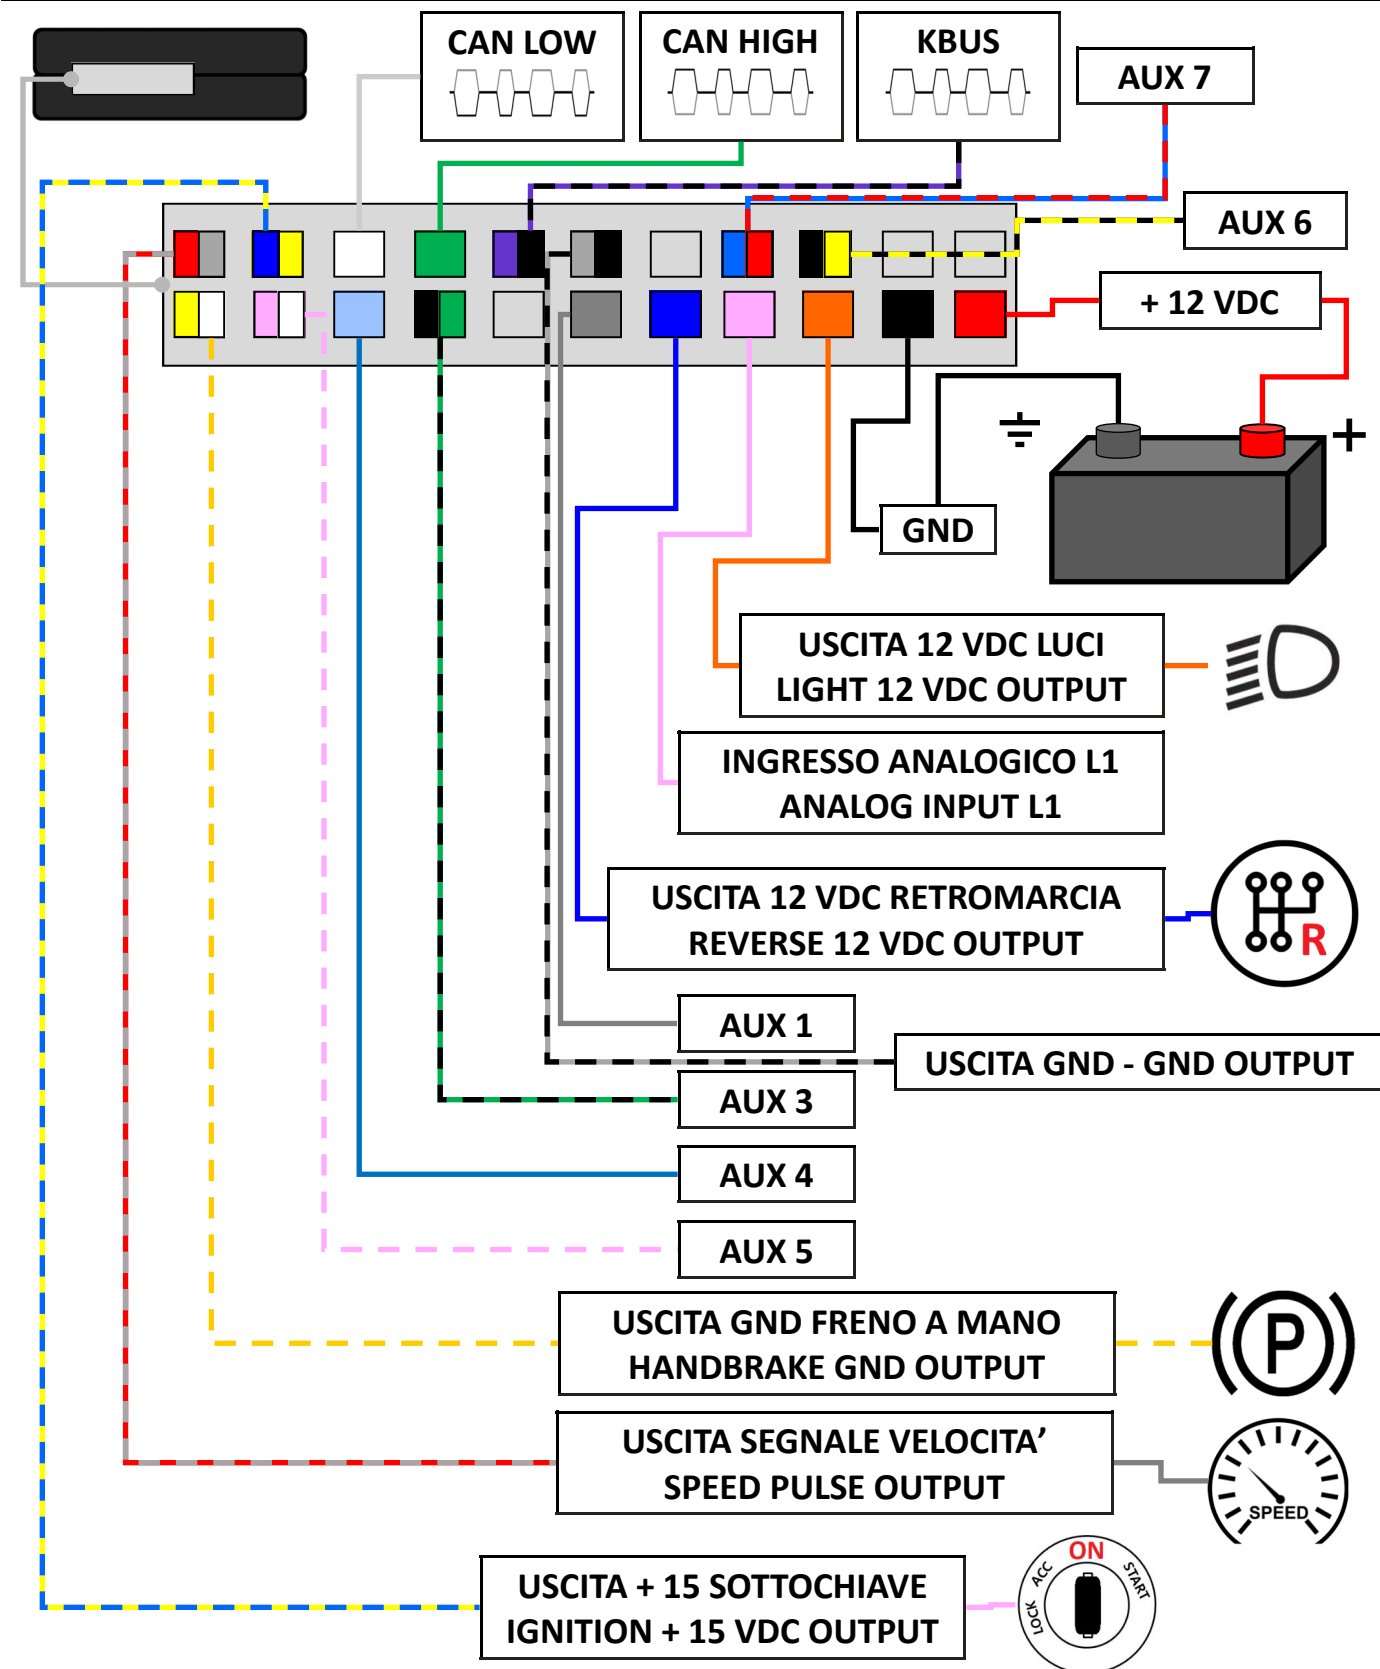 CAN LOW
CAN HIGH
KBUS
AUX 7
AUX 6
+ 12 VDC
+
GND
USCITA 12 VDC LUCI
LIGHT 12 VDC OUTPUT
INGRESSO ANALOGICO L1
ANALOG INPUT L1
USCITA 12 VDC RETROMARCIA
REVERSE 12 VDC OUTPUT
R
AUX 1
USCITA GND - GND OUTPUT
AUX 3
AUX 4
AUX 5
USCITA GND FRENO A MANO
HANDBRAKE GND OUTPUT
P
USCITA SEGNALE VELOCITA’
SPEED PULSE OUTPUT
SPEED
USCITA + 15 SOTTOCHIAVE
IGNITION + 15 VDC OUTPUT
LOCK
ACC
ON
START